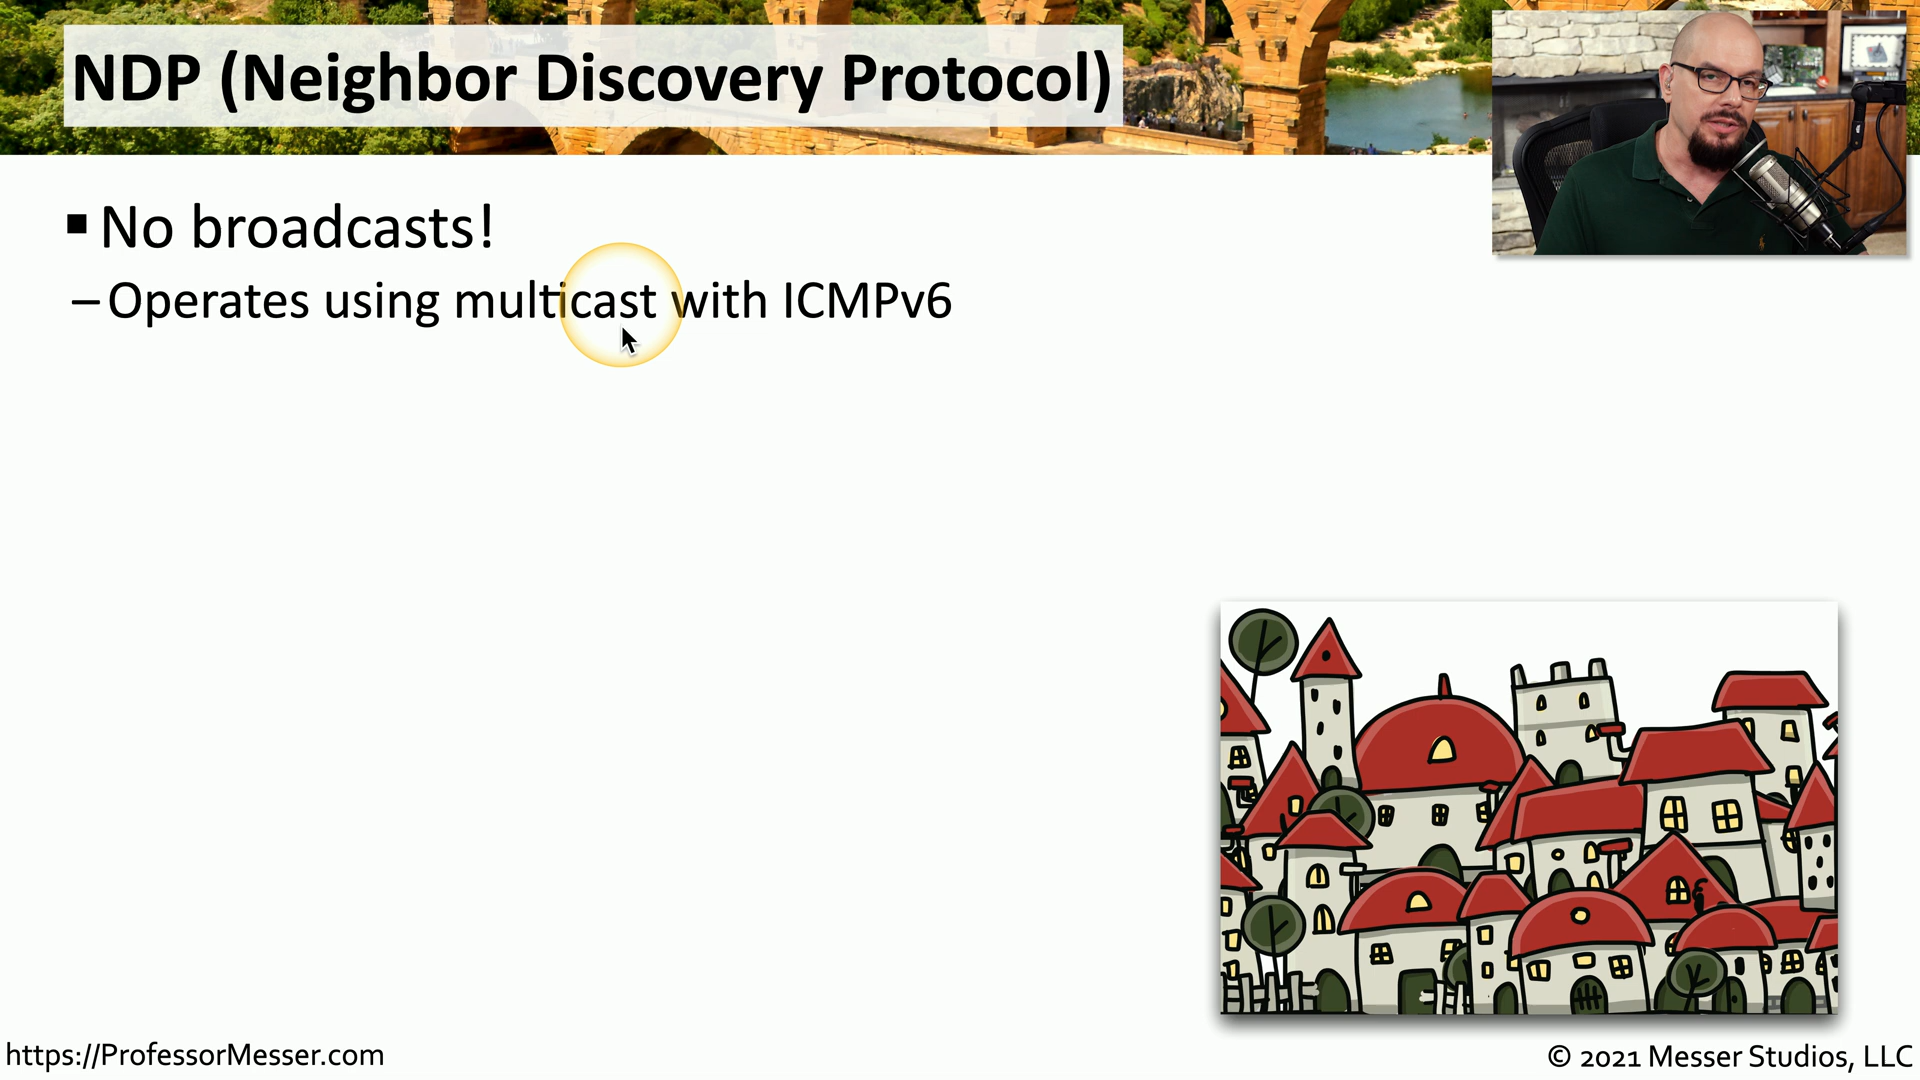 NDP (Neighbor Discovery Protocol)
▪ No broadcasts!
– Operates using multicast with ICMPv6
https://ProfessorMesser.com
© 2021 Messer Studios, LLC